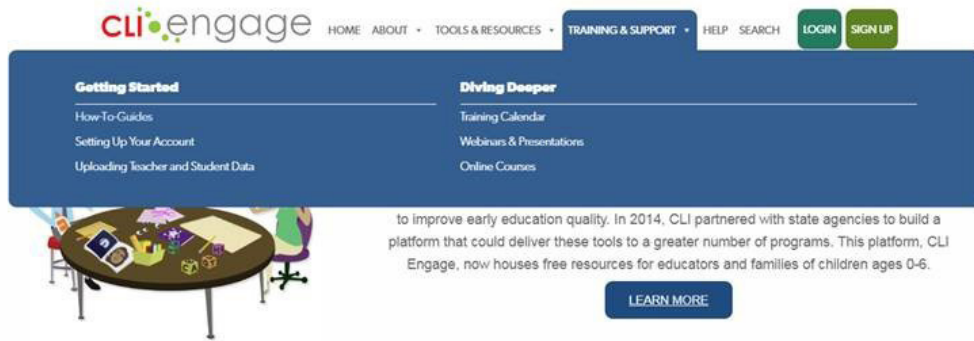 cli engage HOME ABOUT TOOLS & RESOURCES TRAINING & SUPPORT HELP SEARCH LOGIN SIGN UP
Getting Started
How-To-Guides
Setting Up Your Account
Uploading Teacher and Student Data
Diving Deeper
Training Calendar
Webinars & Presentations
Online Courses
to improve early education quality. In 2014, CLI partnered with state agencies to build a
platform that could deliver these tools to a greater number of programs. This platform, CLI
Engage, now houses free resources for educators and families of children ages 0-6.
LEARN MORE